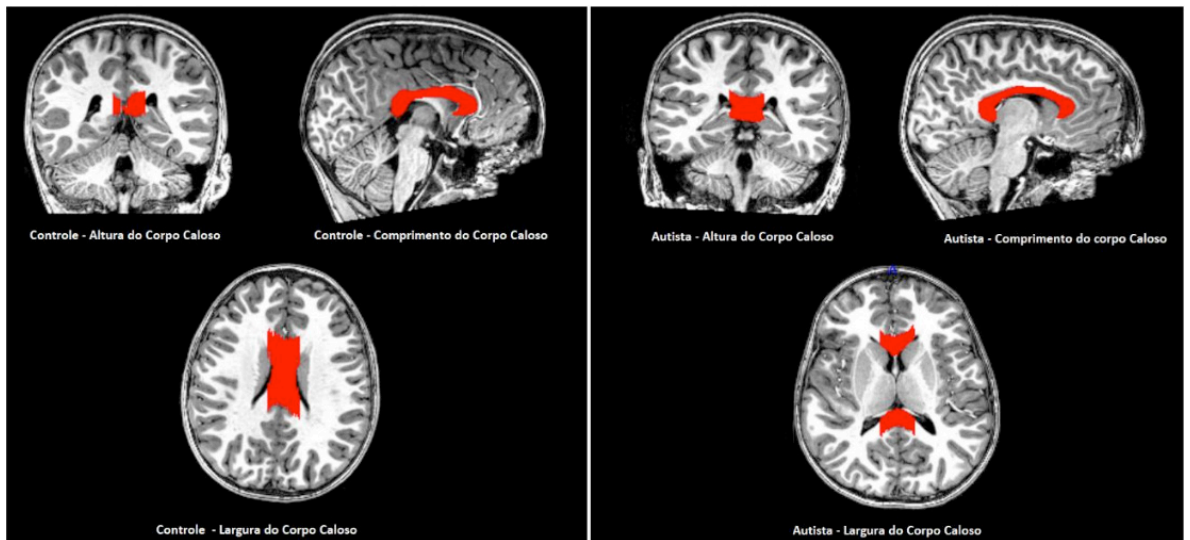 Controle - Altura do Corpo Caloso
Controle - Comprimento do Corpo Caloso
Autista - Altura do Corpo Caloso
Autista - Comprimento do corpo Caloso
Controle - Largura do Corpo Caloso
Autista - Largura do Corpo Caloso